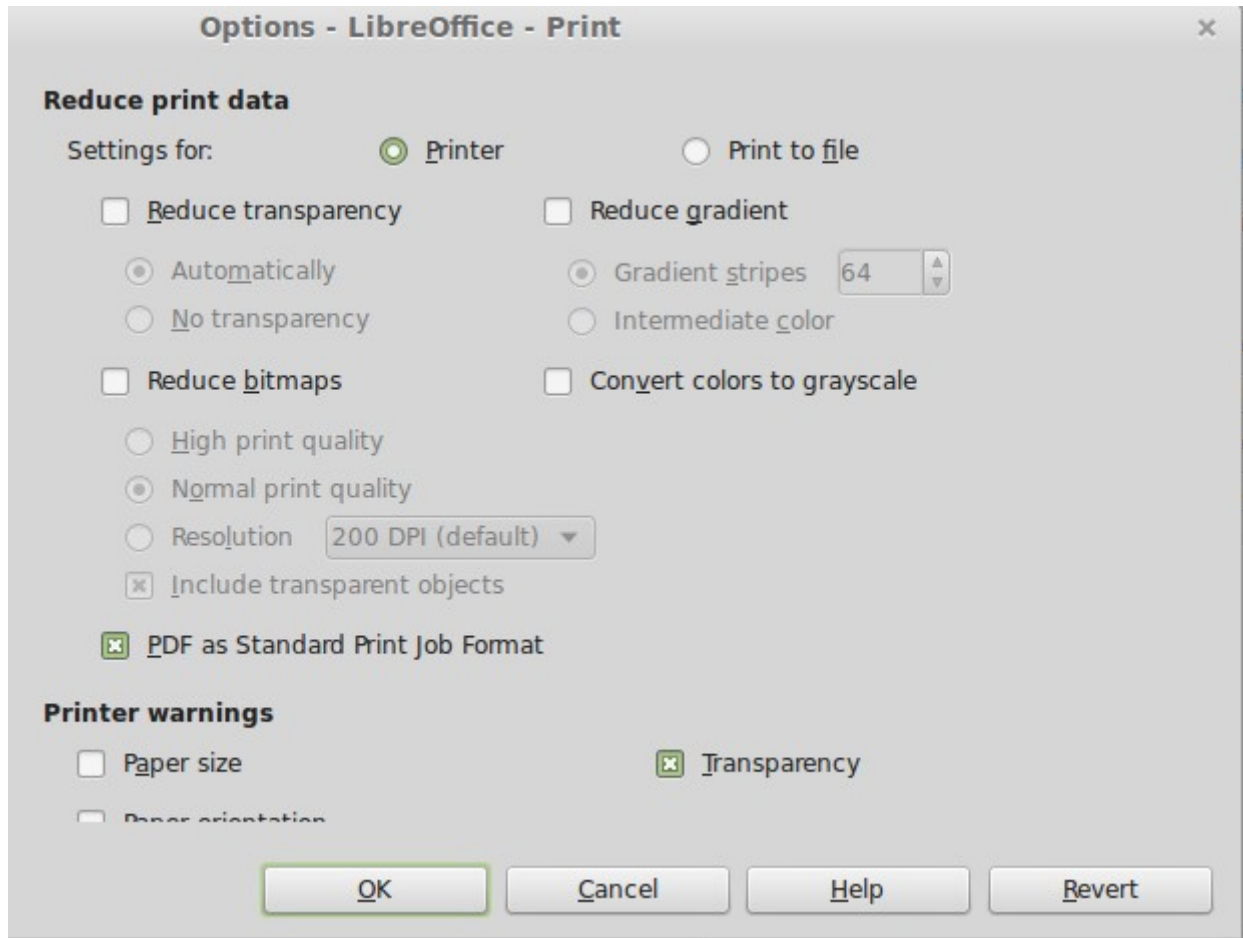 Options - LibreOffice - Print
Reduce print data
Settings for: Printer Print to file
Reduce transparency Reduce gradient
Automatically Gradient stripes 64
No transparency Intermediate color
Reduce bitmaps Convert colors to grayscale
High print quality
Normal print quality
Resolution 200 DPI (default)
Include transparent objects
PDF as Standard Print Job Format
Printer warnings
Paper size Transparency
Paper orientation
OK Cancel Help Revert